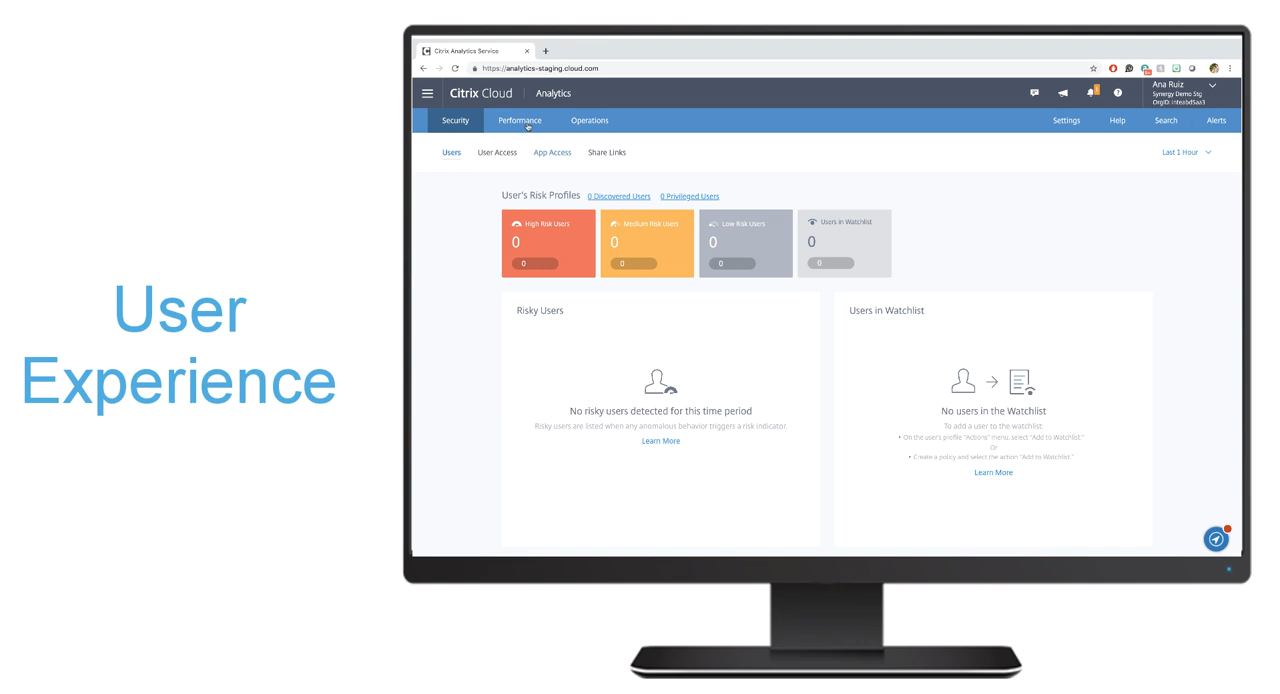 User
Experience
Citrix Analytics Service
https://analytics-staging.cloud.com
Citrix Cloud Analytics
Ana Ruiz
Synergy Demo Stg
Security Performance Operations Settings Help Search Alerts
Users User Access App Access Share Links Last 1 Hour
User's Risk Profiles 0 Discovered Users 0 Privileged Users
High Risk Users
0
0
Medium Risk Users
0
0
Low Risk Users
0
0
Users in Watchlist
0
0
Risky Users
No risky users detected for this time period
Risky users are listed when any anomalous behavior triggers a risk indicator.
Learn More
Users in Watchlist
No users in the Watchlist
To add a user to the watchlist:
• On the user's profile "Actions" menu, select "Add to Watchlist."
Or
• Create a policy and select the action "Add to Watchlist."
Learn More